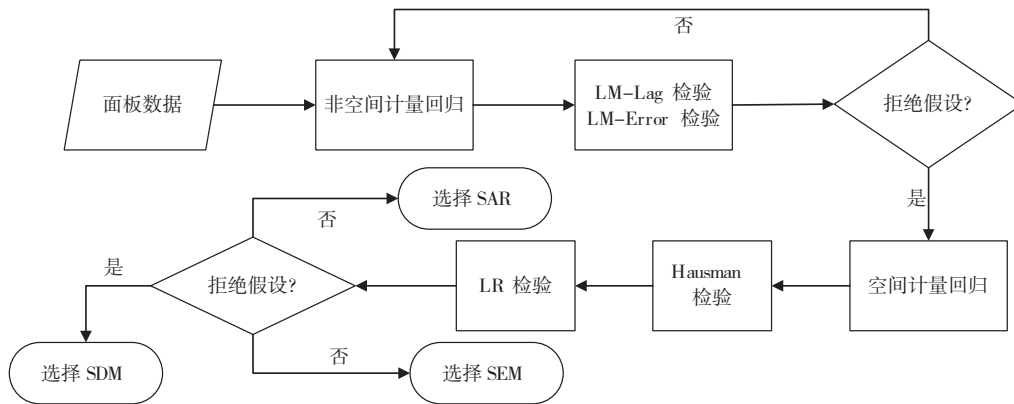 否
面板数据
非空间计量回归
LM-Lag 检验
LM-Error 检验
拒绝假设?
是
选择 SAR
否
是
拒绝假设?
LR 检验
Hausman
检验
空间计量回归
否
选择 SDM
选择 SEM